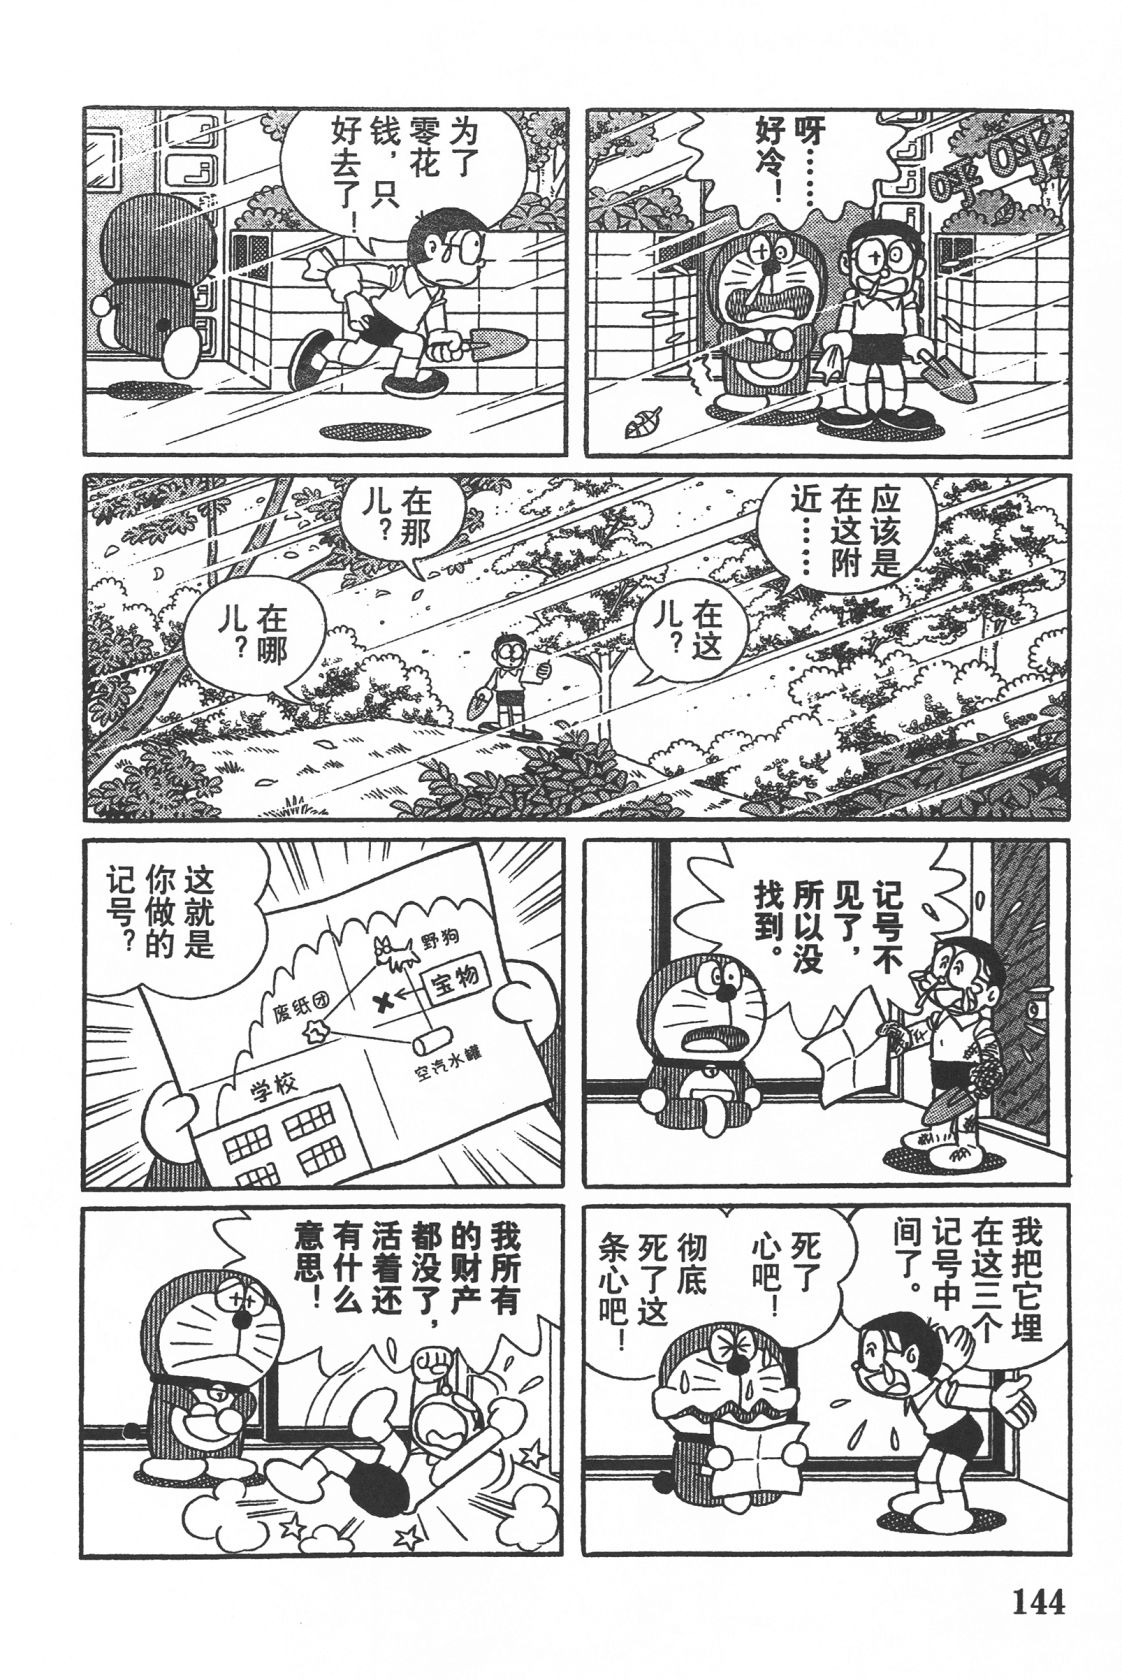 呼呼
呀……
好冷！
为了
零花
钱，只
好去了！
应该是
在这附
近……
在这
儿？
在那
儿？
在哪
儿？
记号不
见了，
所以没
找到。
这就是
你做的
记号？
野狗
宝物
废纸团
空汽水罐
学校
我把它埋
在这三个
记号中
间了。
死了
心吧！
彻底
死了这
条心吧！
我所有
的财产
都没了，
活着还
有什么
意思！
144